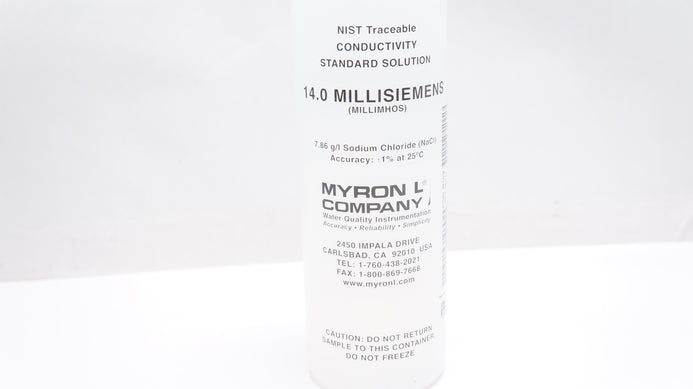 NIST Traceable
CONDUCTIVITY
STANDARD SOLUTION
14.0 MILLISIEMENS
(MILLIMHOS)
7.86 g/l Sodium Chloride (NaCl)
Accuracy: ±1% at 25°C
MYRON L®
COMPANY
Water Quality Instrumentation
Accuracy • Reliability • Simplicity
2450 IMPALA DRIVE
CARLSBAD, CA 92010 USA
TEL: 1-760-438-2021
FAX: 1-800-869-7668
www.myronl.com
CAUTION: DO NOT RETURN
SAMPLE TO THIS CONTAINER
DO NOT FREEZE